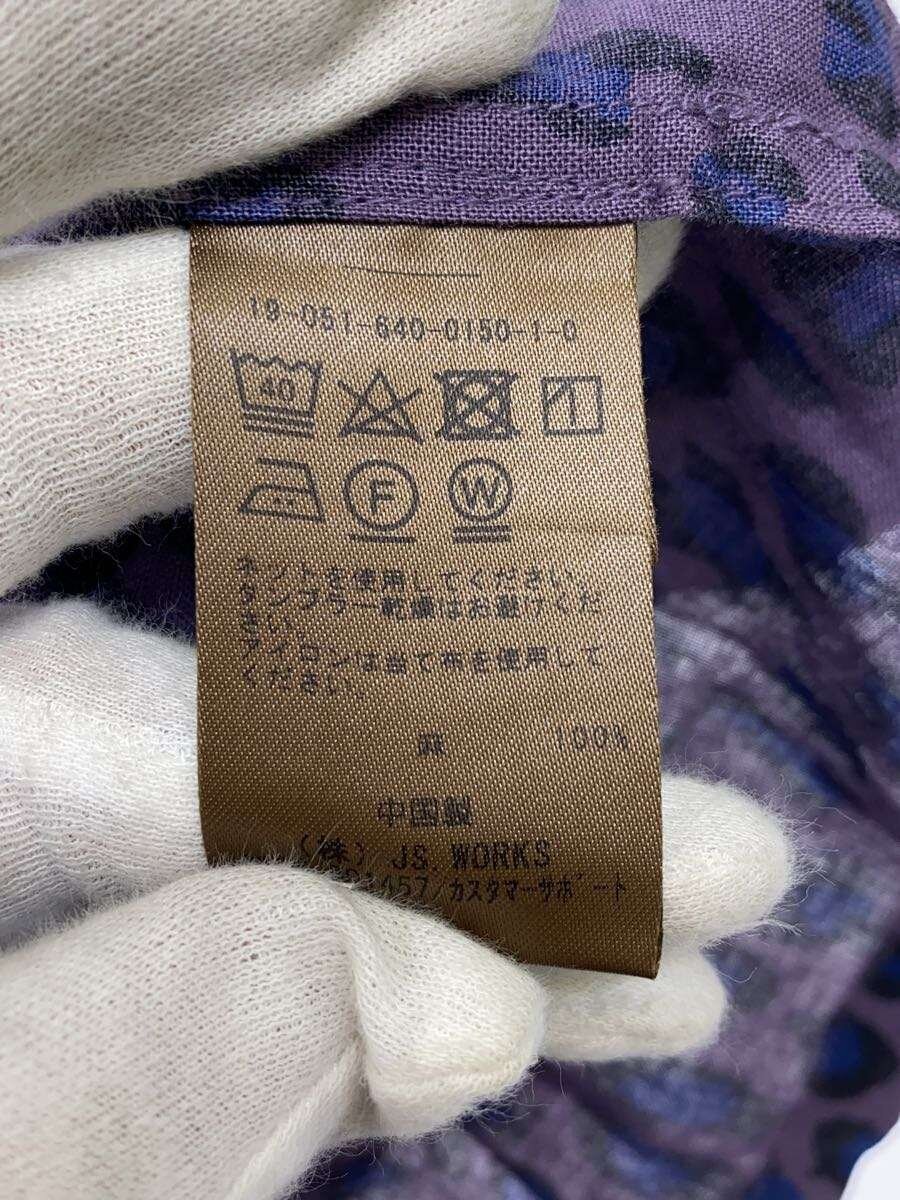 19-051-640-0150-1-0
40
F W
ネットを使用してください。
タンブラー乾燥はお避けくだ
さい。
アイロンは当て布を使用して
ください。
麻 100%
中国製
(株) JS.WORKS
1457/カスタマーサポート